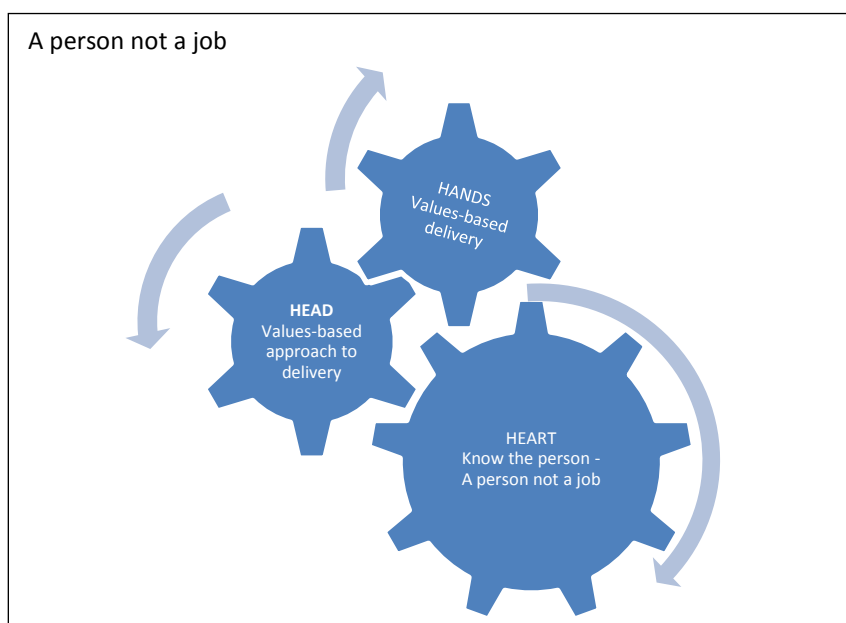 A person not a job
HANDS
Values-based
delivery
HEAD
Values-based
approach to
delivery
HEART
Know the person -
A person not a job